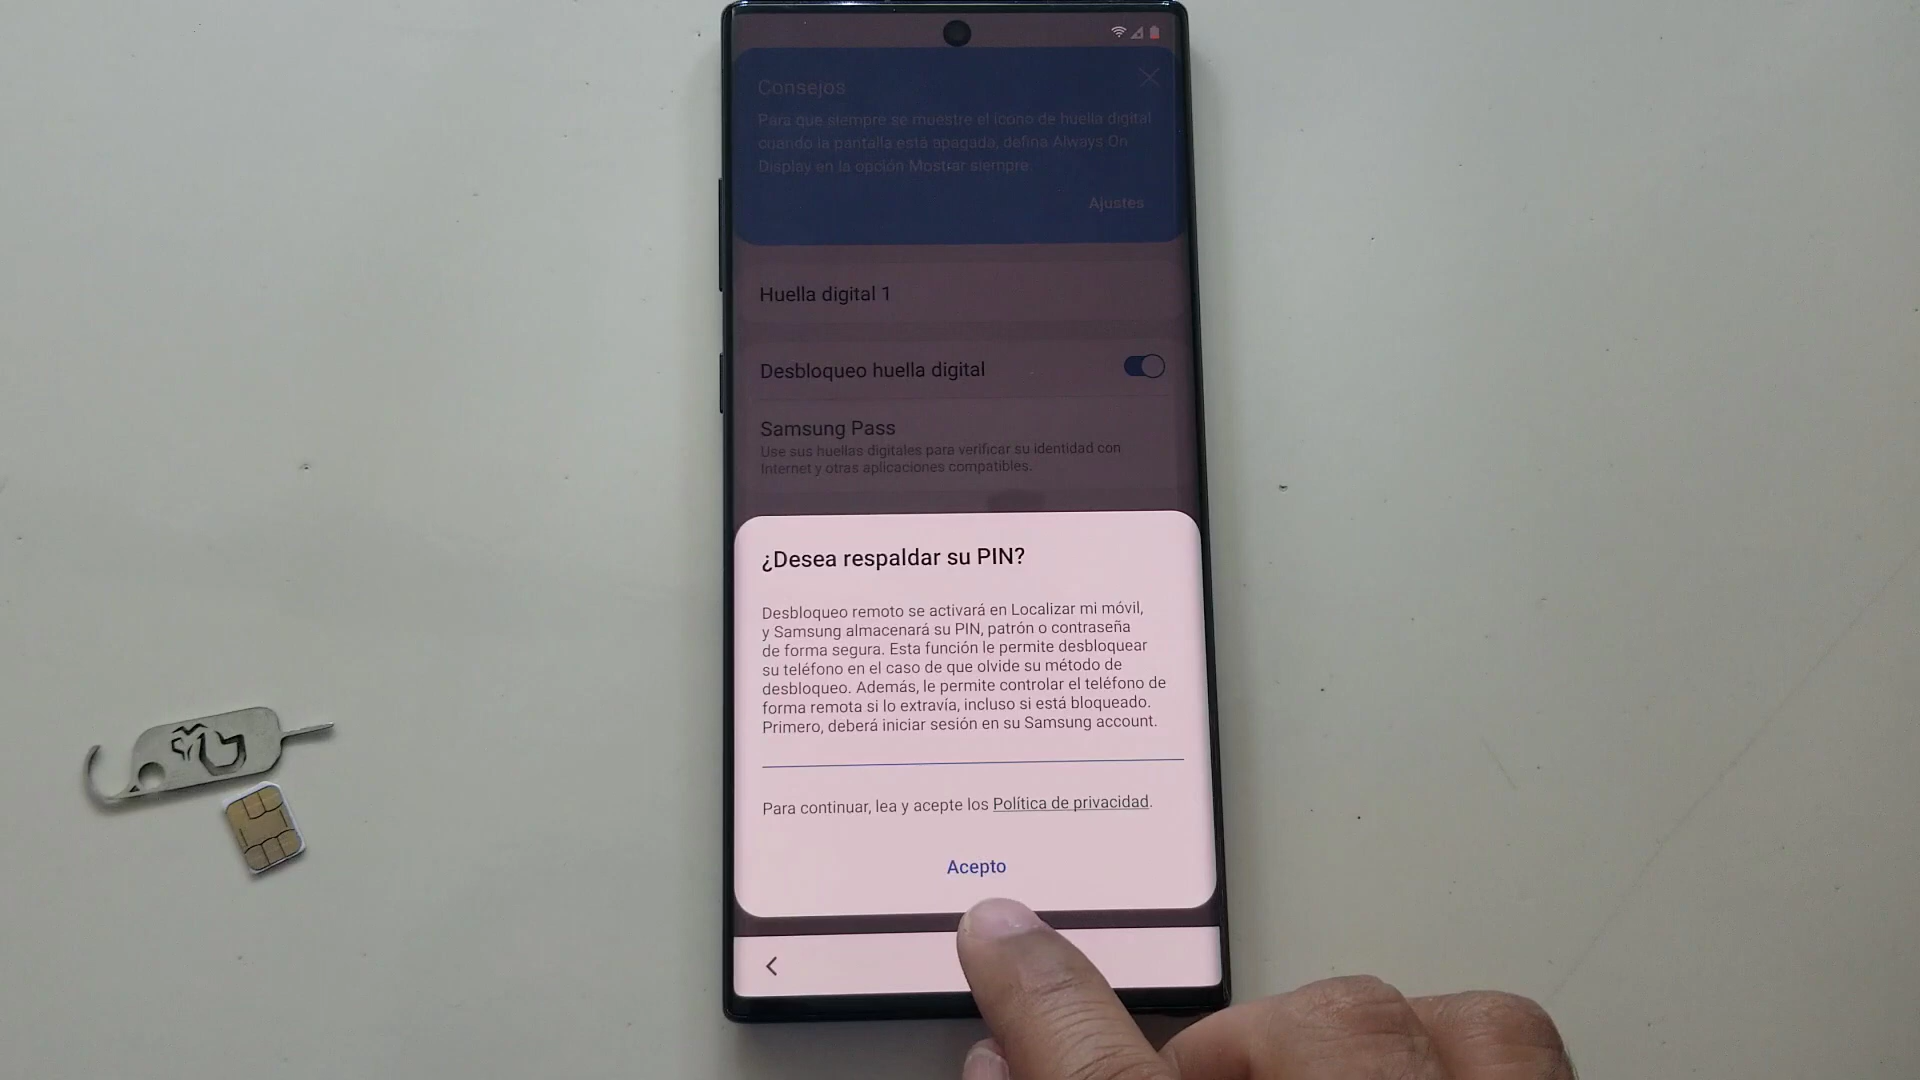 Consejos
Para que siempre se muestre el icono de huella digital
cuando la pantalla está apagada, defina Always On
Display en la opción Mostrar siempre.
Ajustes
Huella digital 1
Desbloqueo huella digital
Samsung Pass
Use sus huellas digitales para verificar su identidad con
Internet y otras aplicaciones compatibles.
¿Desea respaldar su PIN?
Desbloqueo remoto se activará en Localizar mi móvil,
y Samsung almacenará su PIN, patrón o contraseña
de forma segura. Esta función le permite desbloquear
su teléfono en el caso de que olvide su método de
desbloqueo. Además, le permite controlar el teléfono de
forma remota si lo extravía, incluso si está bloqueado.
Primero, deberá iniciar sesión en su Samsung account.
Para continuar, lea y acepte los Política de privacidad.
Acepto